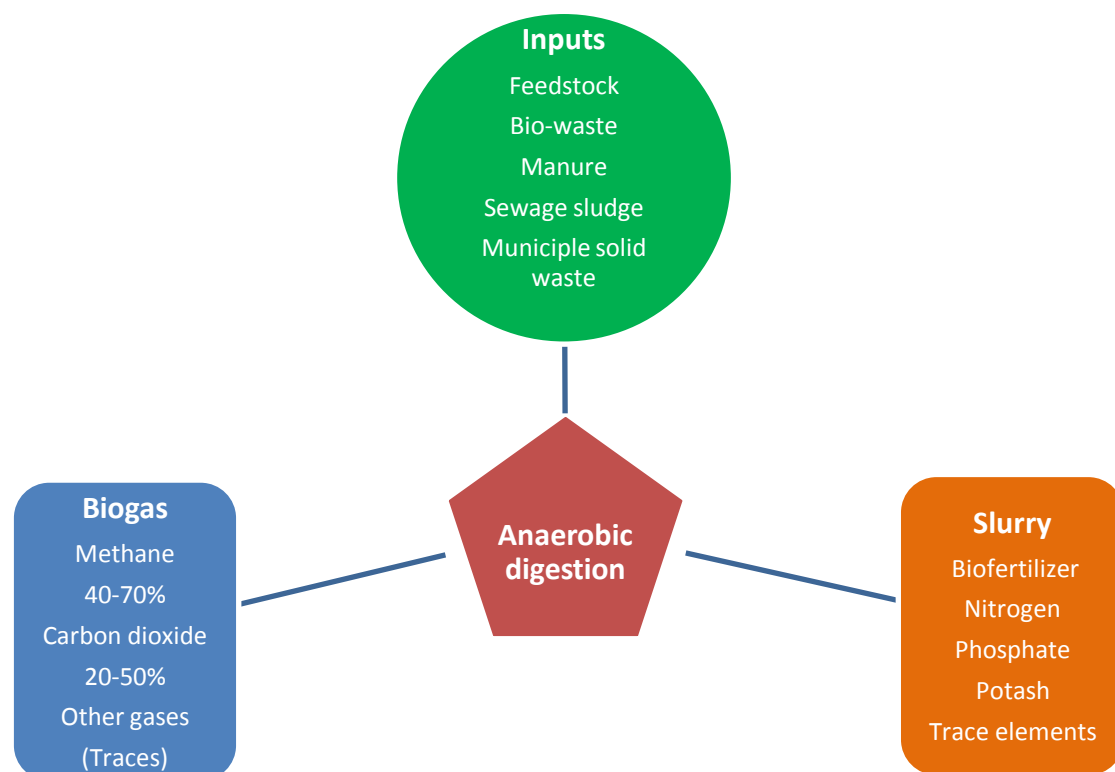 Inputs
Feedstock
Bio-waste
Manure
Sewage sludge
Municiple solid
waste
Anaerobic
digestion
Biogas
Methane
40-70%
Carbon dioxide
20-50%
Other gases
(Traces)
Slurry
Biofertilizer
Nitrogen
Phosphate
Potash
Trace elements